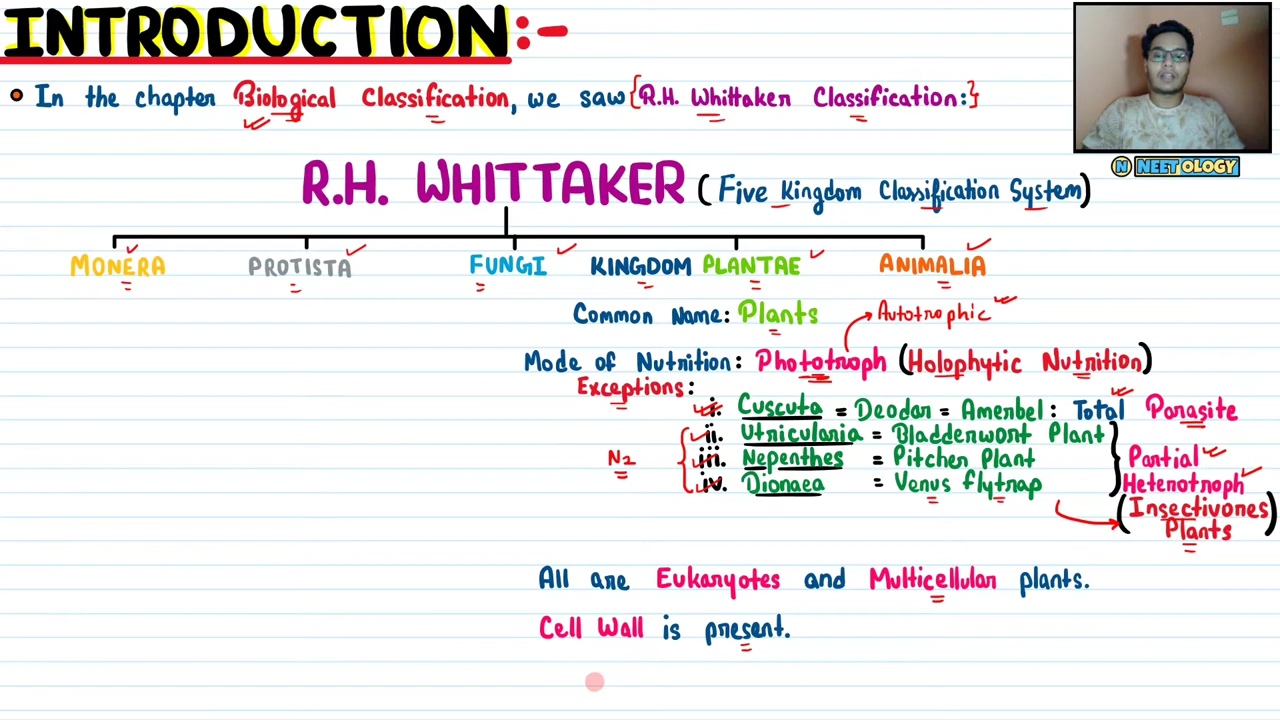 INTRODUCTION:-
In the chapter Biological Classification, we saw {R.H. Whittaker Classification:}
N NEETOLOGY
R.H. WHITTAKER (Five Kingdom Classification System)
MONERA PROTISTA FUNGI KINGDOM PLANTAE ANIMALIA
Common Name: Plants
Autotrophic
Mode of Nutrition: Phototroph (Holophytic Nutrition)
Exceptions:
i. Cuscuta = Deodar = Amerbel: Total Parasite
ii. Utricularia = Bladderwort Plant
N2 iii. Nepenthes = Pitcher Plant } Partial
iv. Dionaea = Venus flytrap Heterotroph
(Insectivores
Plants)
All are Eukaryotes and Multicellular plants.
Cell Wall is present.